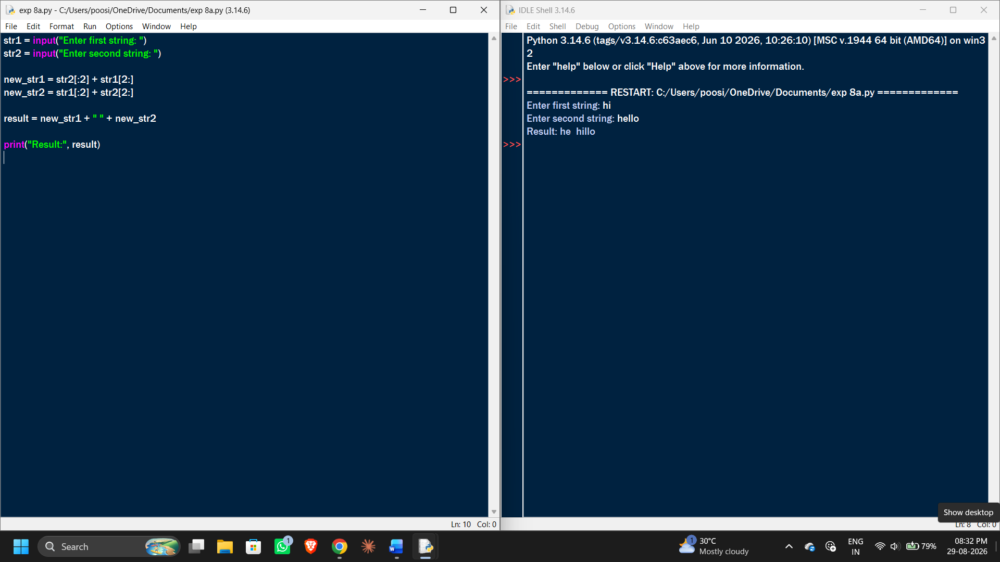 exp 8a.py - C:/Users/poosi/OneDrive/Documents/exp 8a.py (3.14.6)
File Edit Format Run Options Window Help
str1 = input("Enter first string: ")
str2 = input("Enter second string: ")
new_str1 = str2[:2] + str1[2:]
new_str2 = str1[:2] + str2[2:]
result = new_str1 + " " + new_str2
print("Result:", result)
Ln: 10 Col: 0
IDLE Shell 3.14.6
File Edit Shell Debug Options Window Help
Python 3.14.6 (tags/v3.14.6:c63aec6, Jun 10 2026, 10:26:10) [MSC v.1944 64 bit (AMD64)] on win3
2
Enter "help" below or click "Help" above for more information.
>>>
============= RESTART: C:/Users/poosi/OneDrive/Documents/exp 8a.py =============
Enter first string: hi
Enter second string: hello
Result: he  hillo
>>>
Show desktop
Ln: 8 Col: 0
Search
1
W
1
30°C
Mostly cloudy
ENG
IN
79%
08:32 PM
29-08-2026